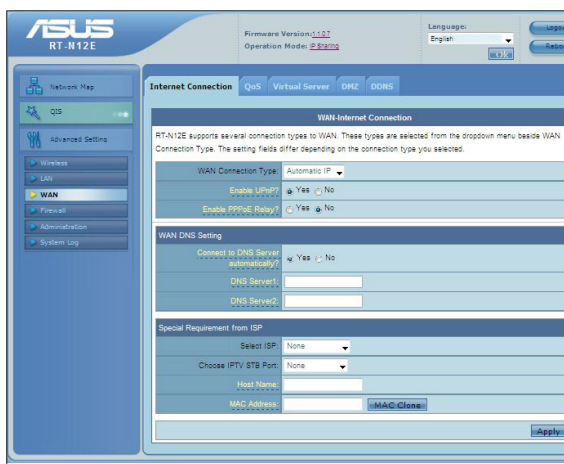 ASUS
RT-N12E
Firmware Version:1.1.0.7
Operation Mode: IP Sharing
Language:
English
OK
Logou
Reboo
Network Map
QIS
Advanced Setting
Wireless
LAN
WAN
Firewall
Administration
System Log
Internet Connection QoS Virtual Server DMZ DDNS
WAN-Internet Connection
RT-N12E supports several connection types to WAN. These types are selected from the dropdown menu beside WAN
Connection Type. The setting fields differ depending on the connection type you selected.
WAN Connection Type: Automatic IP
Enable UPnP? Yes No
Enable PPPoE Relay? Yes No
WAN DNS Setting
Connect to DNS Server
automatically? Yes No
DNS Server1:
DNS Server2:
Special Requirement from ISP
Select ISP: None
Choose IPTV STB Port: None
Host Name:
MAC Address: MAC Clone
Apply